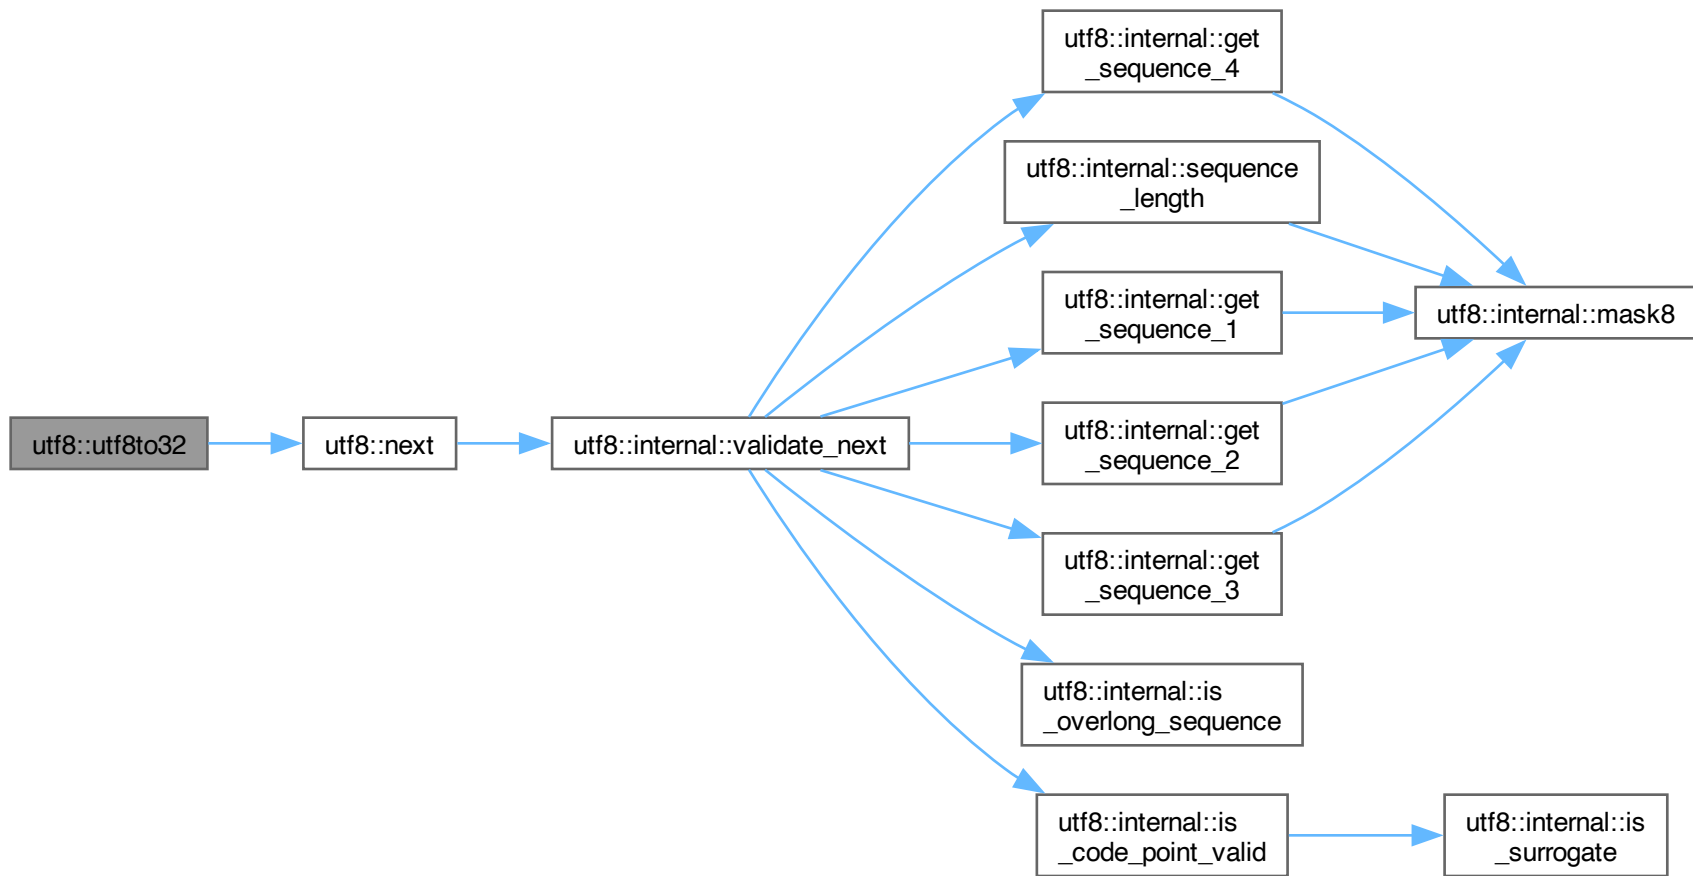 utf8::internal::get
_sequence_4
utf8::internal::sequence
_length
utf8::internal::get
_sequence_1
utf8::internal::mask8
utf8::utf8to32
utf8::next
utf8::internal::validate_next
utf8::internal::get
_sequence_2
utf8::internal::get
_sequence_3
utf8::internal::is
_overlong_sequence
utf8::internal::is
_code_point_valid
utf8::internal::is
_surrogate